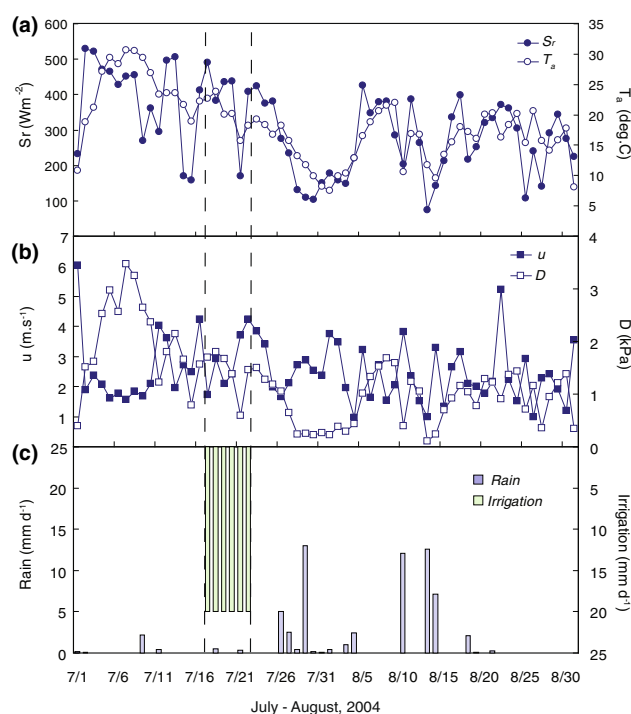 (a)
600
500
400
300
200
100
S r (Wm-2)
Sr
Ta
35
30
25
20
15
10
5
Ta (deg.C)
(b)
7
6
5
4
3
2
1
u (m.s-1)
u
D
4
3
2
1
0
D (kPa)
(c)
25
20
15
10
5
0
Rain (mm d-1)
Rain
Irrigation
0
5
10
15
20
25
Irrigation (mm d-1)
7/1 7/6 7/11 7/16 7/21 7/26 7/31 8/5 8/10 8/15 8/20 8/25 8/30
July - August, 2004